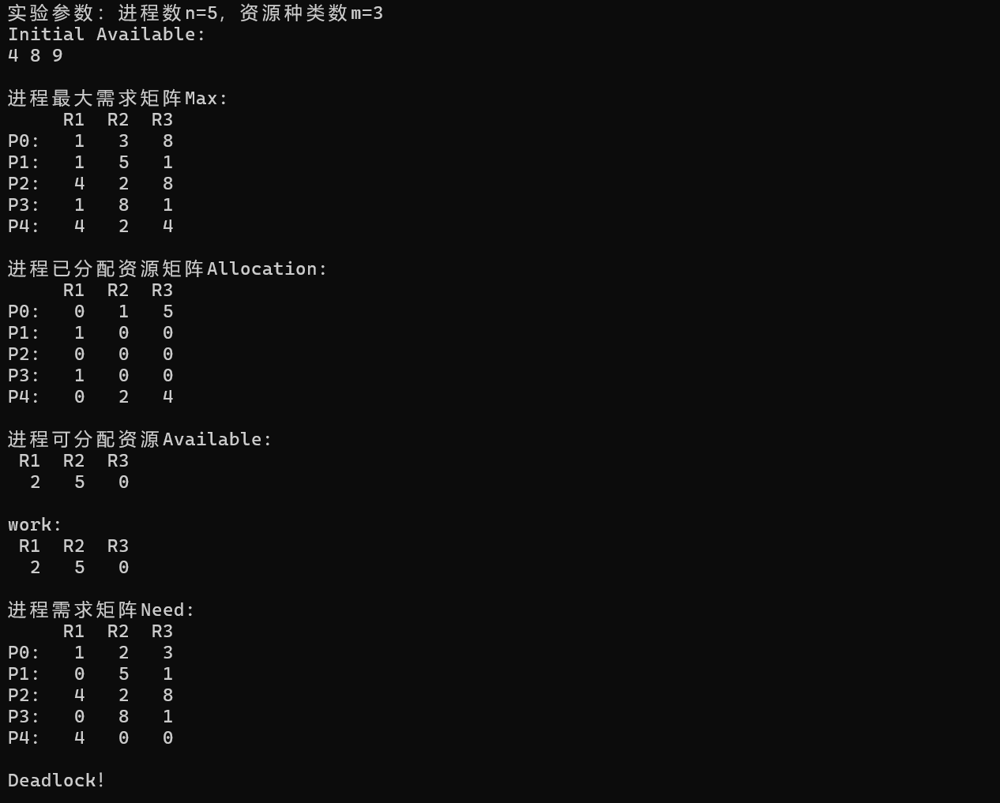 实验参数：进程数n=5，资源种类数m=3
Initial Available:
4 8 9
进程最大需求矩阵Max:
R1 R2 R3
P0: 1 3 8
P1: 1 5 1
P2: 4 2 8
P3: 1 8 1
P4: 4 2 4
进程已分配资源矩阵Allocation:
R1 R2 R3
P0: 0 1 5
P1: 1 0 0
P2: 0 0 0
P3: 1 0 0
P4: 0 2 4
进程可分配资源Available:
R1 R2 R3
2 5 0
work:
R1 R2 R3
2 5 0
进程需求矩阵Need:
R1 R2 R3
P0: 1 2 3
P1: 0 5 1
P2: 4 2 8
P3: 0 8 1
P4: 4 0 0
Deadlock!